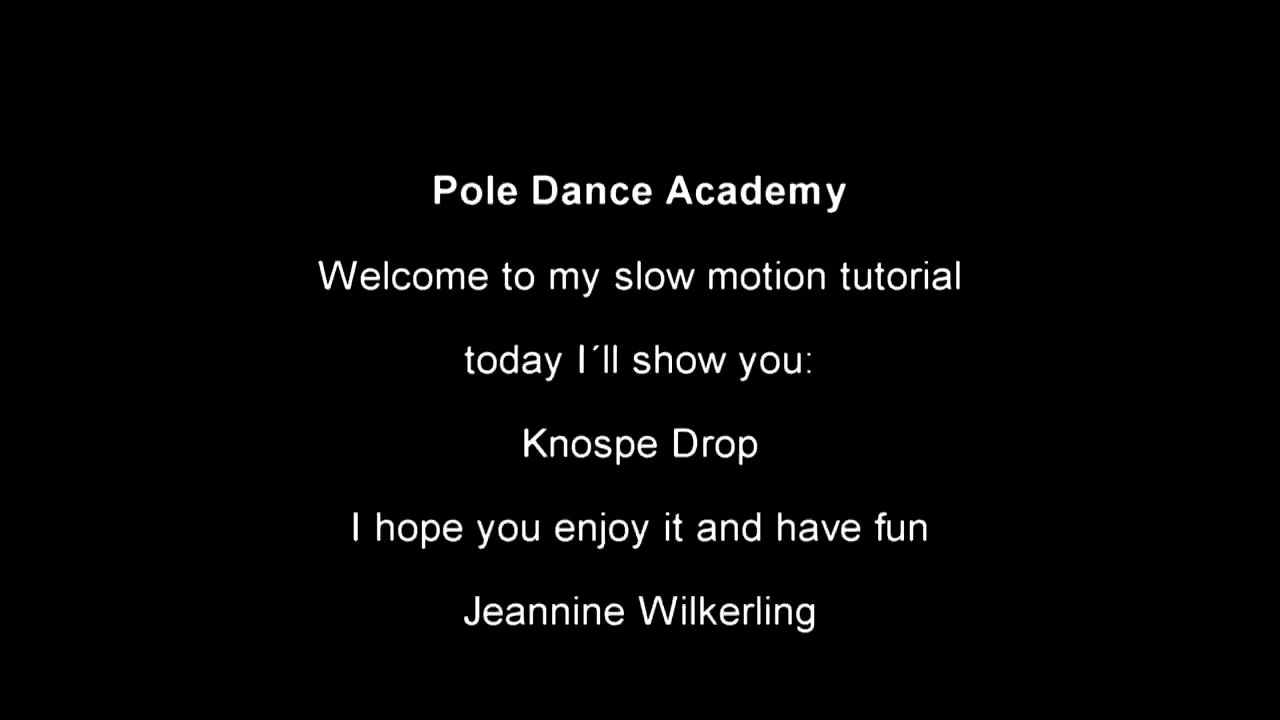 Pole Dance Academy
Welcome to my slow motion tutorial
today I´ll show you:
Knospe Drop
I hope you enjoy it and have fun
Jeannine Wilkerling